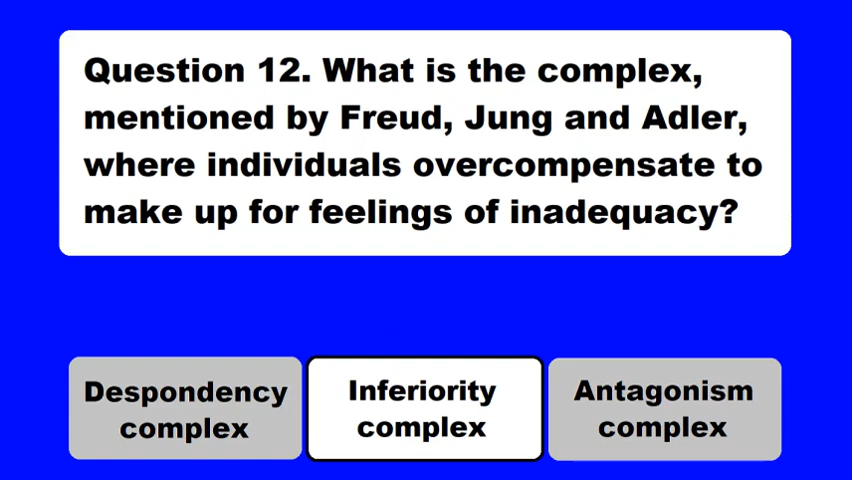 Question 12. What is the complex,
mentioned by Freud, Jung and Adler,
where individuals overcompensate to
make up for feelings of inadequacy?
Despondency
complex
Inferiority
complex
Antagonism
complex